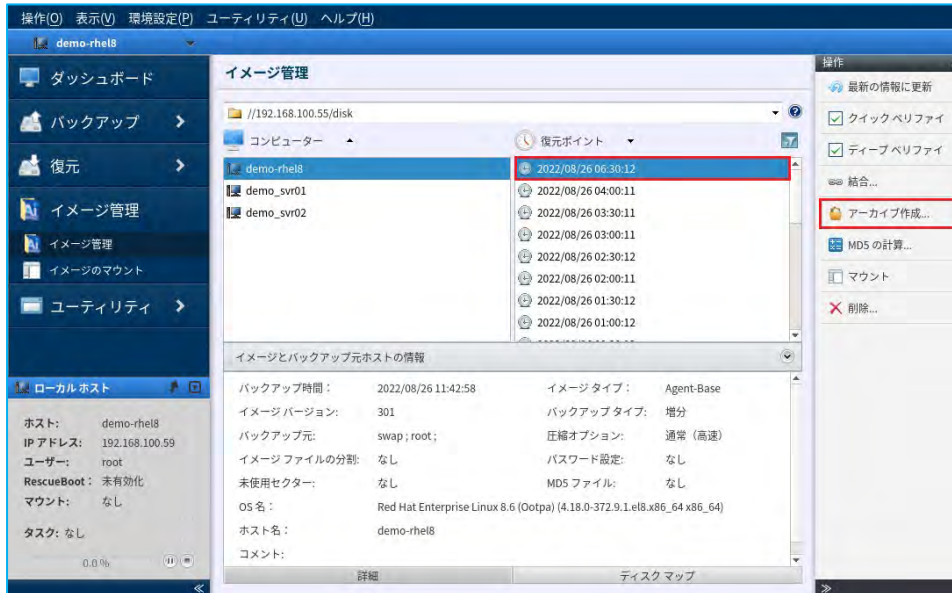 操作(O) 表示(V) 環境設定(P) ユーティリティ(U) ヘルプ(H)
demo-rhel8
ダッシュボード
バックアップ
復元
イメージ管理
イメージ管理
イメージのマウント
ユーティリティ
ローカルホスト
ホスト: demo-rhel8
IP アドレス: 192.168.100.59
ユーザー: root
RescueBoot: 未有効化
マウント: なし
タスク: なし
0.0 %
イメージ管理
//192.168.100.55/disk
コンピューター
復元ポイント
demo-rhel8
demo_svr01
demo_svr02
2022/08/26 06:30:12
2022/08/26 04:00:11
2022/08/26 03:30:11
2022/08/26 03:00:11
2022/08/26 02:30:12
2022/08/26 02:00:11
2022/08/26 01:30:12
2022/08/26 01:00:12
イメージとバックアップ元ホストの情報
バックアップ時間: 2022/08/26 11:42:58 イメージ タイプ: Agent-Base
イメージ バージョン: 301 バックアップ タイプ: 増分
バックアップ元: swap ; root ; 圧縮オプション: 通常(高速)
イメージ ファイルの分割: なし パスワード設定: なし
未使用セクター: なし MD5 ファイル: なし
OS 名: Red Hat Enterprise Linux 8.6 (Ootpa) (4.18.0-372.9.1.el8.x86_64 x86_64)
ホスト名: demo-rhel8
コメント:
詳細 ディスク マップ
操作
最新の情報に更新
クイック ベリファイ
ディープ ベリファイ
結合...
アーカイブ作成...
MD5 の計算...
マウント
削除...